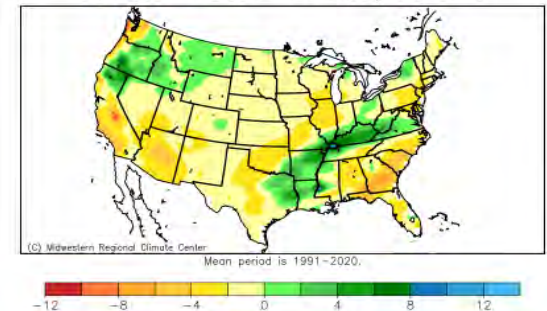 (C) Midwestern Regional Climate Center
Mean period is 1991-2020.
-12 -8 -4 0 4 8 12